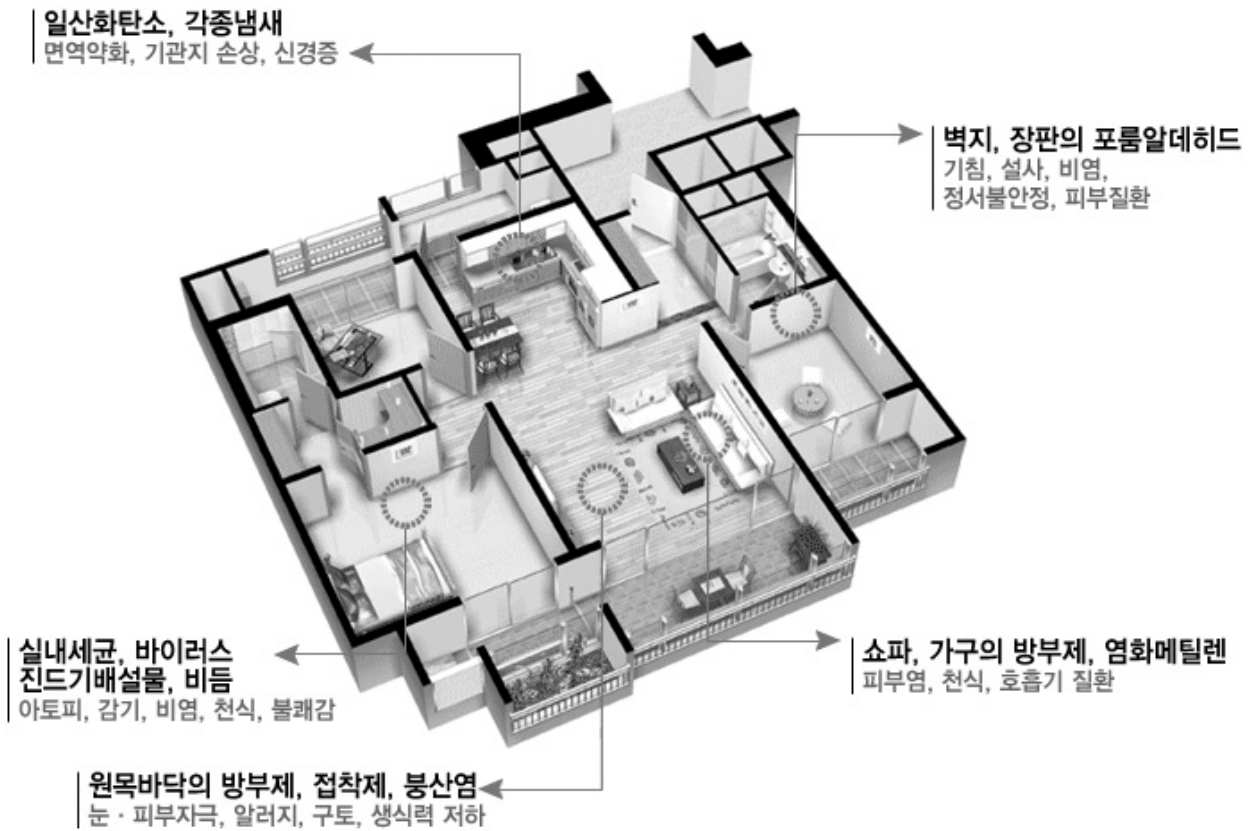 일산화탄소, 각종냄새
면역약화, 기관지 손상, 신경증
벽지, 장판의 포룸알데히드
기침, 설사, 비염,
정서불안정, 피부질환
실내세균, 바이러스
진드기배설물, 비듬
아토피, 감기, 비염, 천식, 불쾌감
쇼파, 가구의 방부제, 염화메틸렌
피부염, 천식, 호흡기 질환
원목바닥의 방부제, 접착제, 붕산염
눈 · 피부자극, 알러지, 구토, 생식력 저하